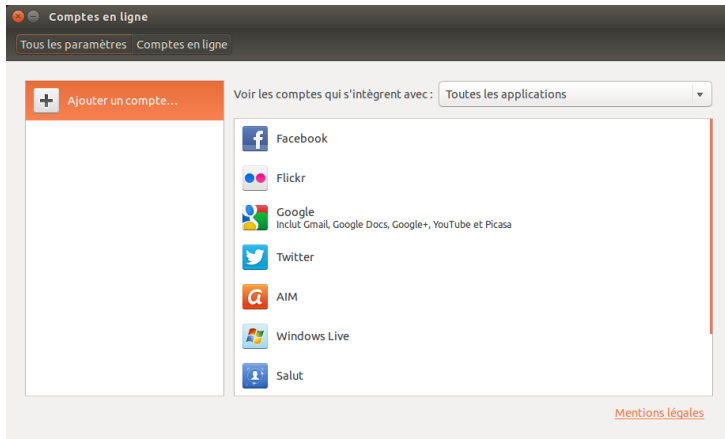 Comptes en ligne
Tous les paramètres Comptes en ligne
Ajouter un compte...
Voir les comptes qui s'intègrent avec : Toutes les applications
Facebook
Flickr
Google
Inclut Gmail, Google Docs, Google+, YouTube et Picasa
Twitter
AIM
Windows Live
Salut
Mentions légales